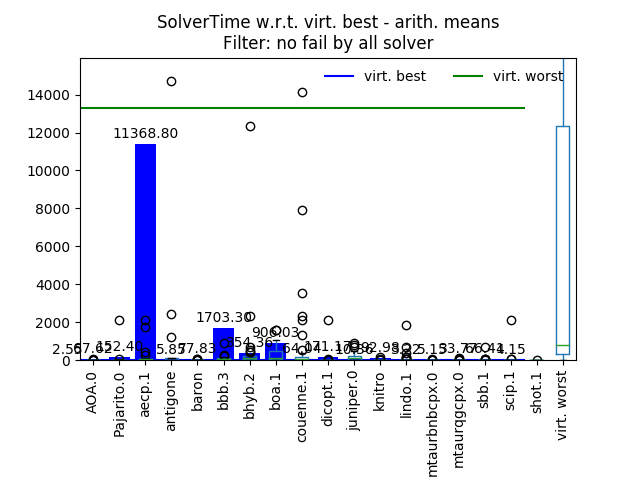 SolverTime w.r.t. virt. best - arith. means
Filter: no fail by all solver
virt. best
virt. worst
14000
12000
10000
8000
6000
4000
2000
0
11368.80
1703.30
906.03
AOA.0
Pajarito.0
aecp.1
antigone
baron
bbb.3
bhyb.2
boa.1
couenne.1
dicopt.1
juniper.0
knitro
lindo.1
mtaurbnbcpx.0
mtaurqgcpx.0
sbb.1
scip.1
shot.1
virt. worst